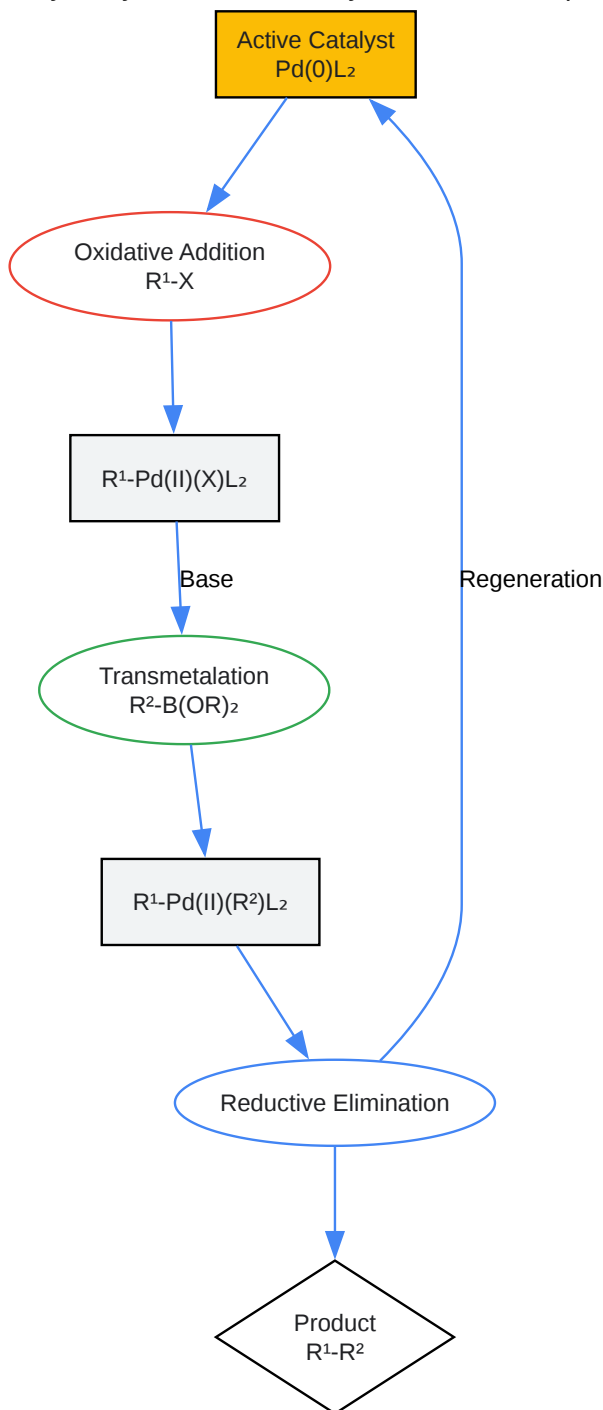 Active Catalyst
Pd(0)L₂
Oxidative Addition
R¹-X
R¹-Pd(II)(X)L₂
Base
Regeneration
Transmetalation
R²-B(OR)₂
R¹-Pd(II)(R²)L₂
Reductive Elimination
Product
R¹-R²